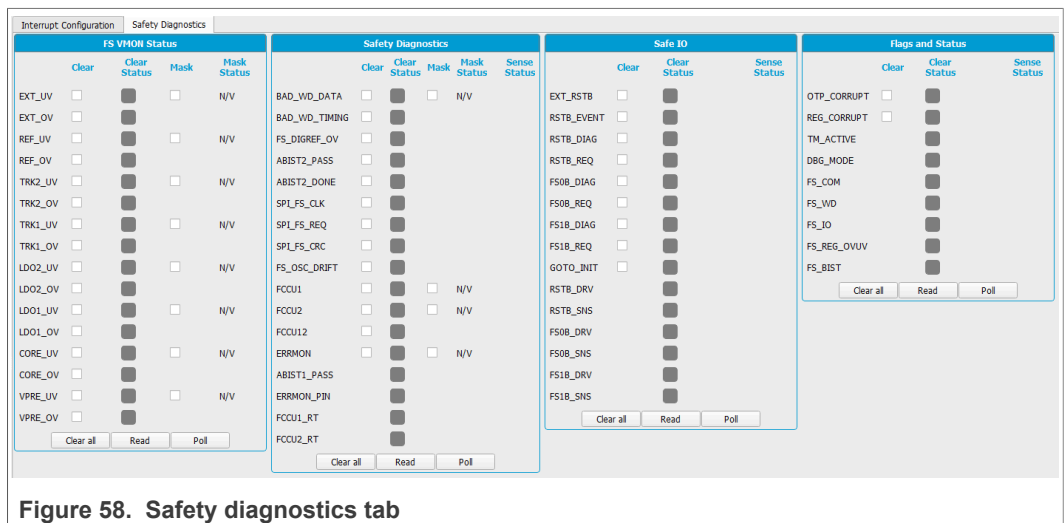 Interrupt Configuration Safety Diagnostics
FS VMON Status
Clear Clear Status Mask Mask Status
EXT_UV N/V
EXT_OV
REF_UV N/V
REF_OV
TRK2_UV N/V
TRK2_OV
TRK1_UV N/V
TRK1_OV
LDO2_UV N/V
LDO2_OV
LDO1_UV N/V
LDO1_OV
CORE_UV N/V
CORE_OV
VPRE_UV N/V
VPRE_OV
Clear all Read Poll
Safety Diagnostics
Clear Clear Status Mask Mask Status Sense Status
BAD_WD_DATA N/V
BAD_WD_TIMING
FS_DIGREF_OV
ABIST2_PASS
ABIST2_DONE
SPI_FS_CLK
SPI_FS_REQ
SPI_FS_CRC
FS_OSC_DRIFT
FCCU1 N/V
FCCU2 N/V
FCCU12
ERRMON N/V
ABIST1_PASS
ERRMON_PIN
FCCU1_RT
FCCU2_RT
Clear all Read Poll
Safe IO
Clear Clear Status Sense Status
EXT_RSTB
RSTB_EVENT
RSTB_DIAG
RSTB_REQ
FS0B_DIAG
FS0B_REQ
FS1B_DIAG
FS1B_REQ
GOTO_INIT
RSTB_DRV
RSTB_SNS
FS0B_DRV
FS0B_SNS
FS1B_DRV
FS1B_SNS
Clear all Read Poll
Flags and Status
Clear Clear Status Sense Status
OTP_CORRUPT
REG_CORRUPT
TM_ACTIVE
DBG_MODE
FS_COM
FS_WD
FS_IO
FS_REG_OVUV
FS_BIST
Clear all Read Poll
Figure 58. Safety diagnostics tab